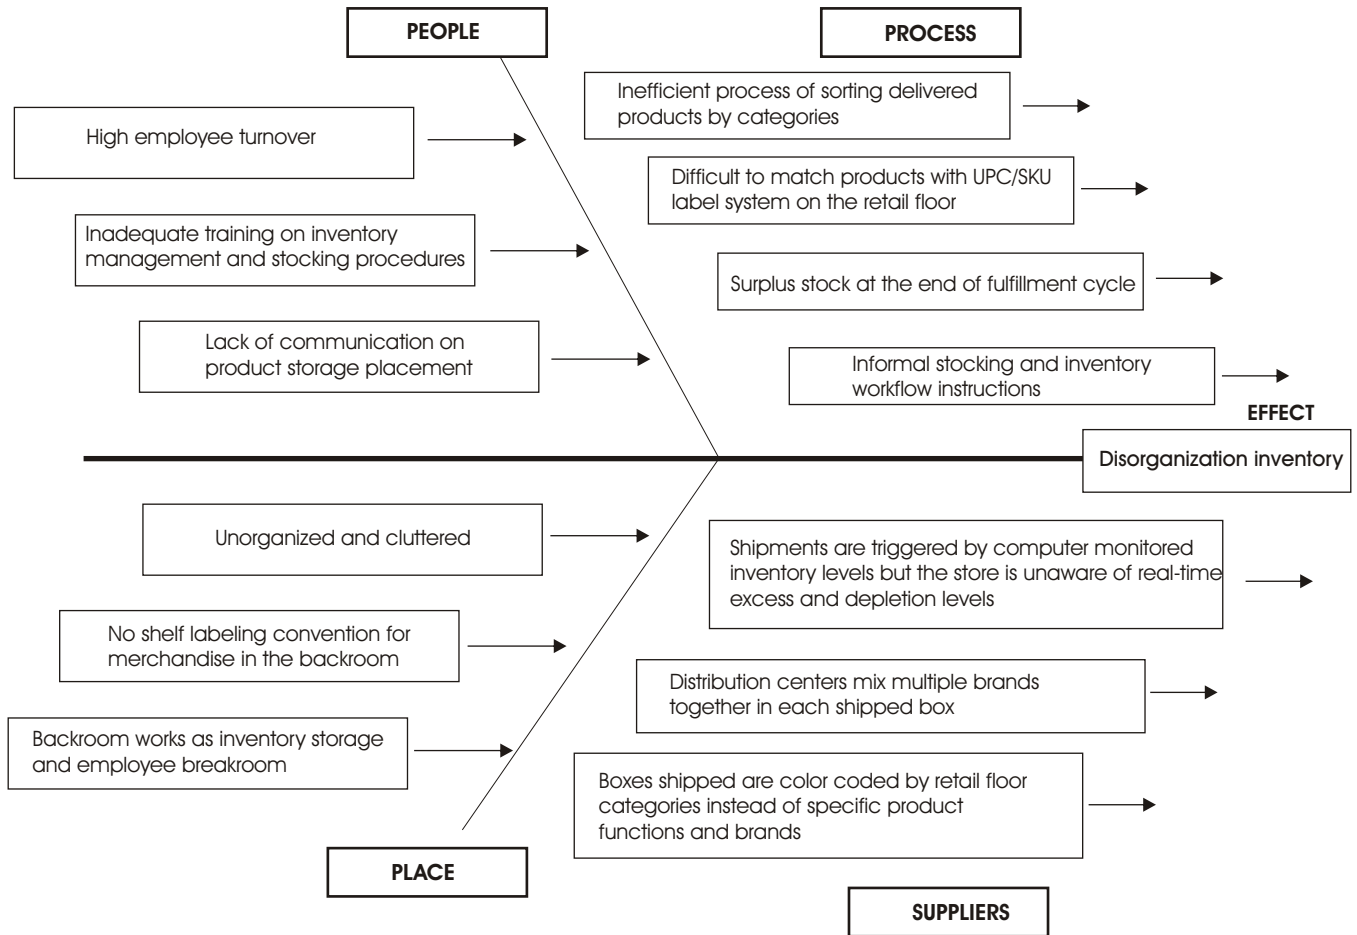 PEOPLE
High employee turnover
Inadequate training on inventory
management and stocking procedures
Lack of communication on
product storage placement
PROCESS
Inefficient process of sorting delivered
products by categories
Difficult to match products with UPC/SKU
label system on the retail floor
Surplus stock at the end of fulfillment cycle
Informal stocking and inventory
workflow instructions
EFFECT
Disorganization inventory
Unorganized and cluttered
No shelf labeling convention for
merchandise in the backroom
Backroom works as inventory storage
and employee breakroom
PLACE
Shipments are triggered by computer monitored
inventory levels but the store is unaware of real-time
excess and depletion levels
Distribution centers mix multiple brands
together in each shipped box
Boxes shipped are color coded by retail floor
categories instead of specific product
functions and brands
SUPPLIERS